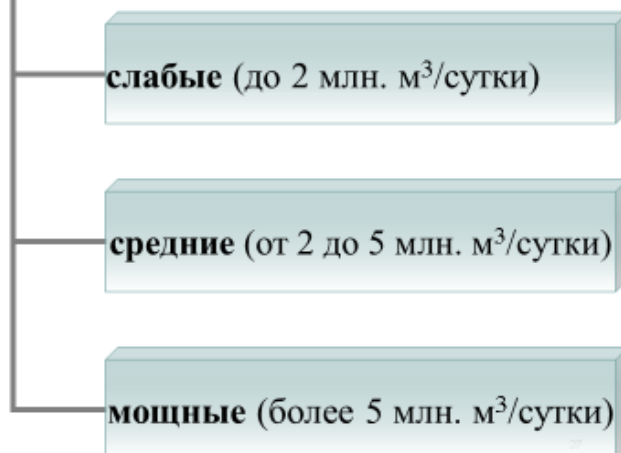 слабые (до 2 млн. м³/сутки)
средние (от 2 до 5 млн. м³/сутки)
мощные (более 5 млн. м³/сутки)